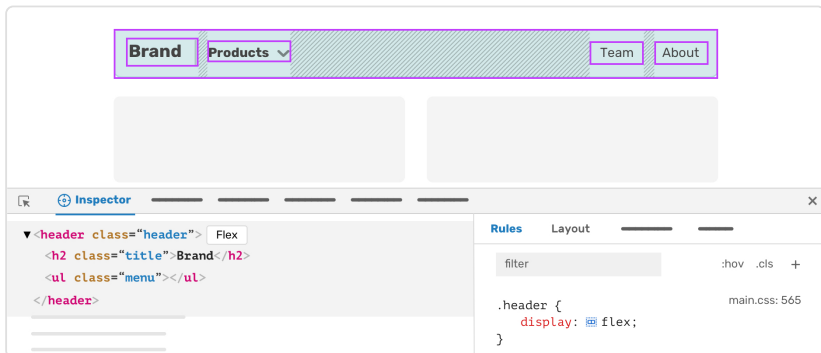 Brand Products Team About
Inspector
▼<header class="header"> Flex
<h2 class="title">Brand</h2>
<ul class="menu"></ul>
</header>
Rules Layout
filter :hov .cls +
.header { main.css: 565
display: flex;
}